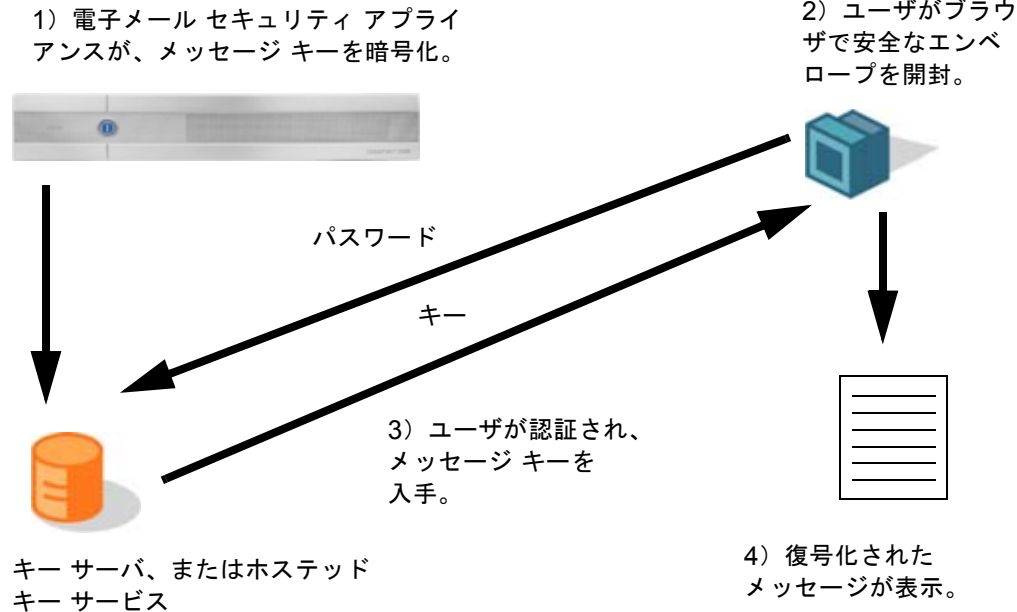 1）電子メール セキュリティ アプライ
アンスが、メッセージ キーを暗号化。
2）ユーザがブラウ
ザで安全なエンベ
ロープを開封。
パスワード
キー
3）ユーザが認証され、
メッセージ キーを
入手。
キー サーバ、またはホステッド
キー サービス
4）復号化された
メッセージが表示。